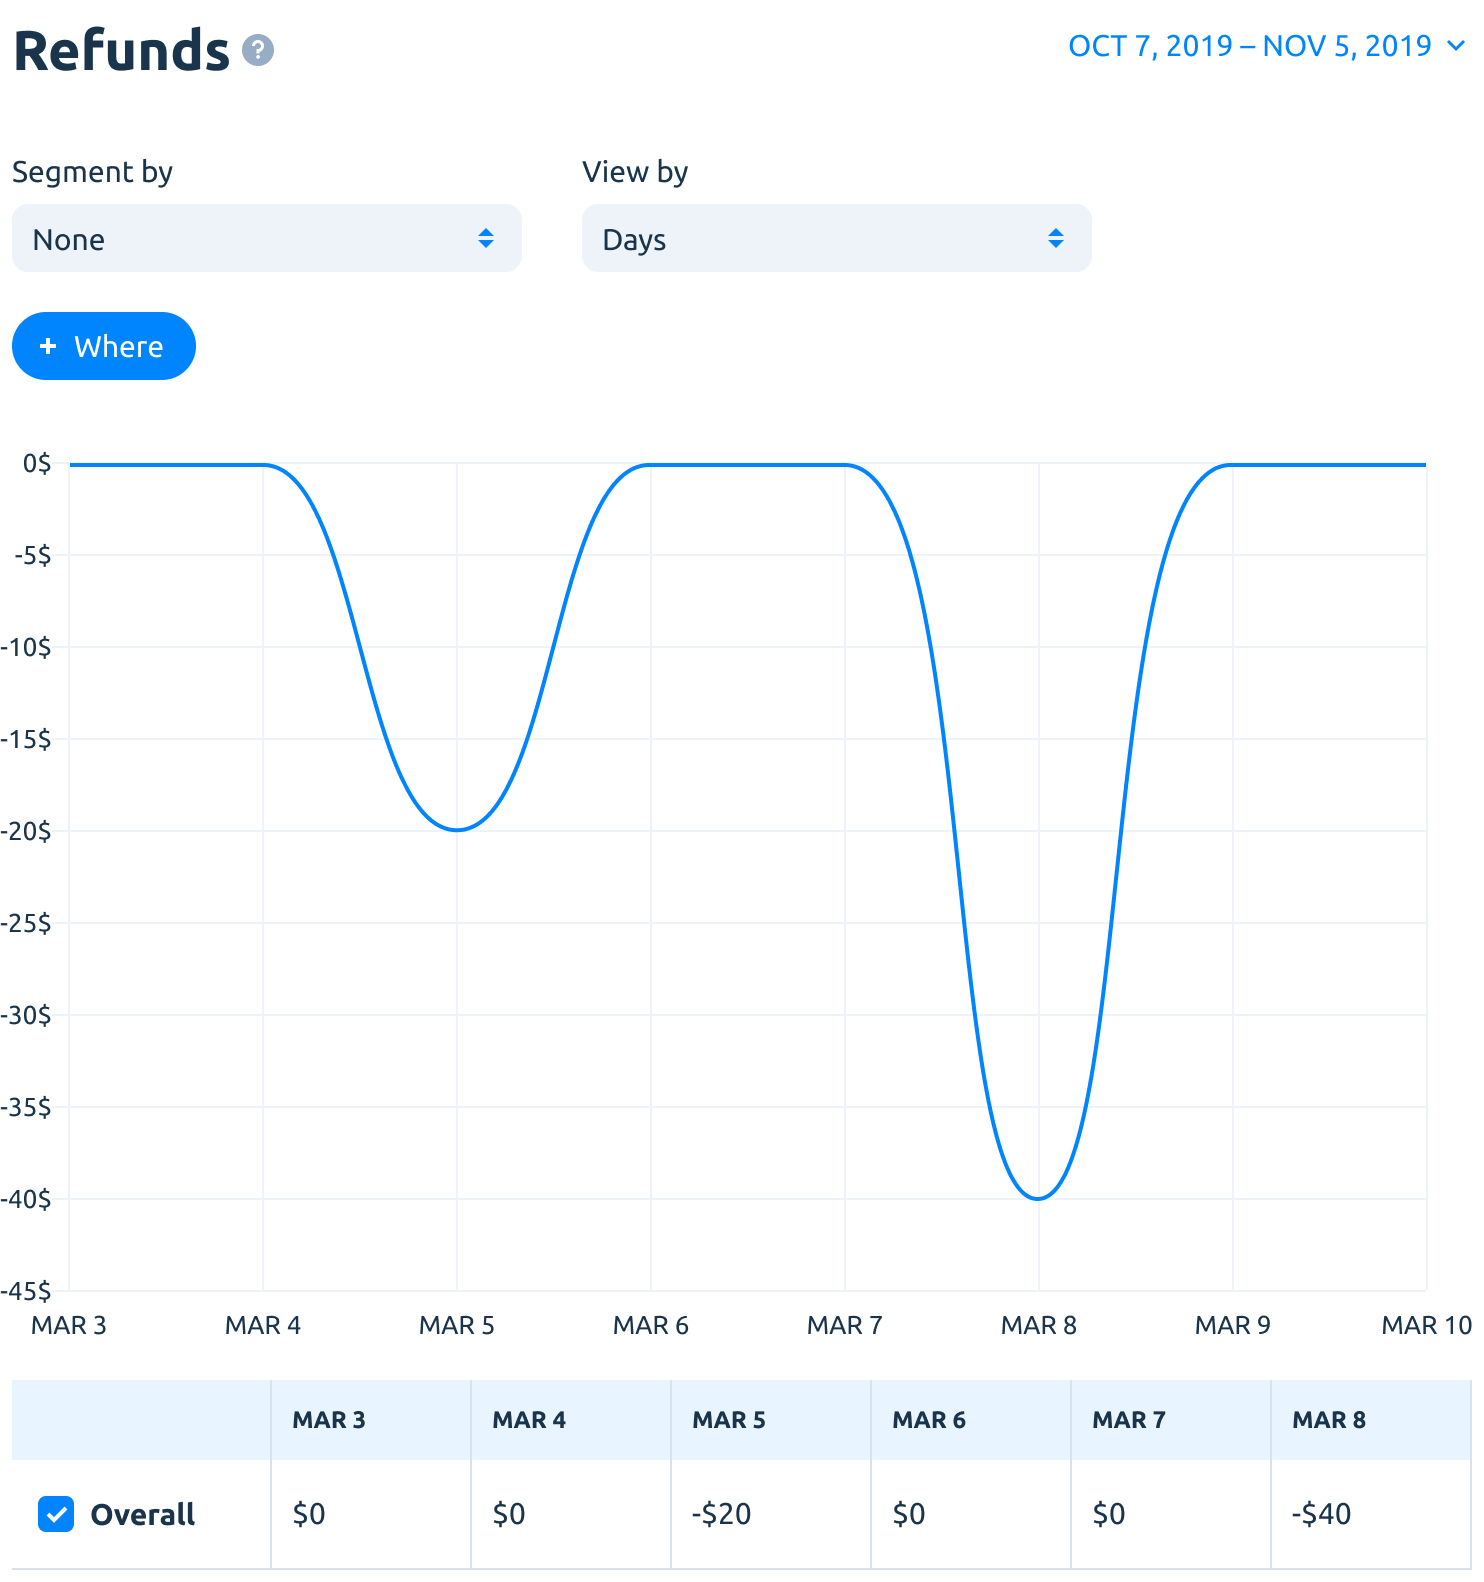 Refunds ?
OCT 7, 2019 – NOV 5, 2019
Segment by
View by
None
Days
+ Where
0$
-5$
-10$
-15$
-20$
-25$
-30$
-35$
-40$
-45$
MAR 3 MAR 4 MAR 5 MAR 6 MAR 7 MAR 8 MAR 9 MAR 10
MAR 3 MAR 4 MAR 5 MAR 6 MAR 7 MAR 8
Overall $0 $0 -$20 $0 $0 -$40